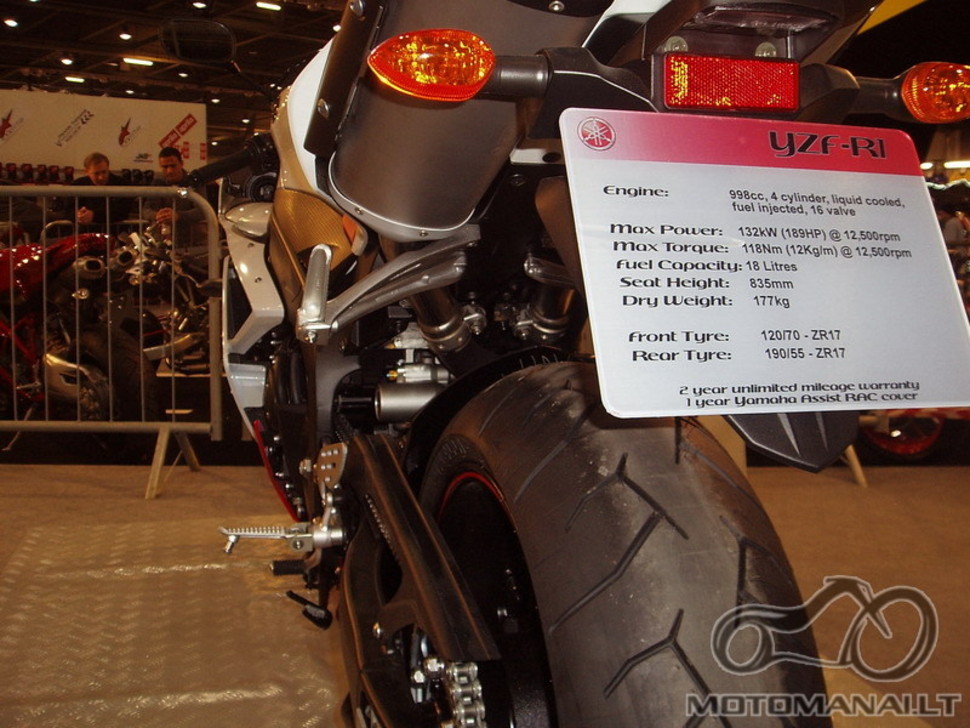 YZF-R1
Engine: 998cc, 4 cylinder, liquid cooled,
fuel injected, 16 valve
Max Power: 132kW (189HP) @ 12,500rpm
Max Torque: 118Nm (12Kg/m) @ 12,500rpm
Fuel Capacity: 18 Litres
Seat Height: 835mm
Dry Weight: 177kg
Front Tyre: 120/70 - ZR17
Rear Tyre: 190/55 - ZR17
2 year unlimited mileage warranty
1 year Yamaha Assist RAC cover
MOTOMANAI.LT